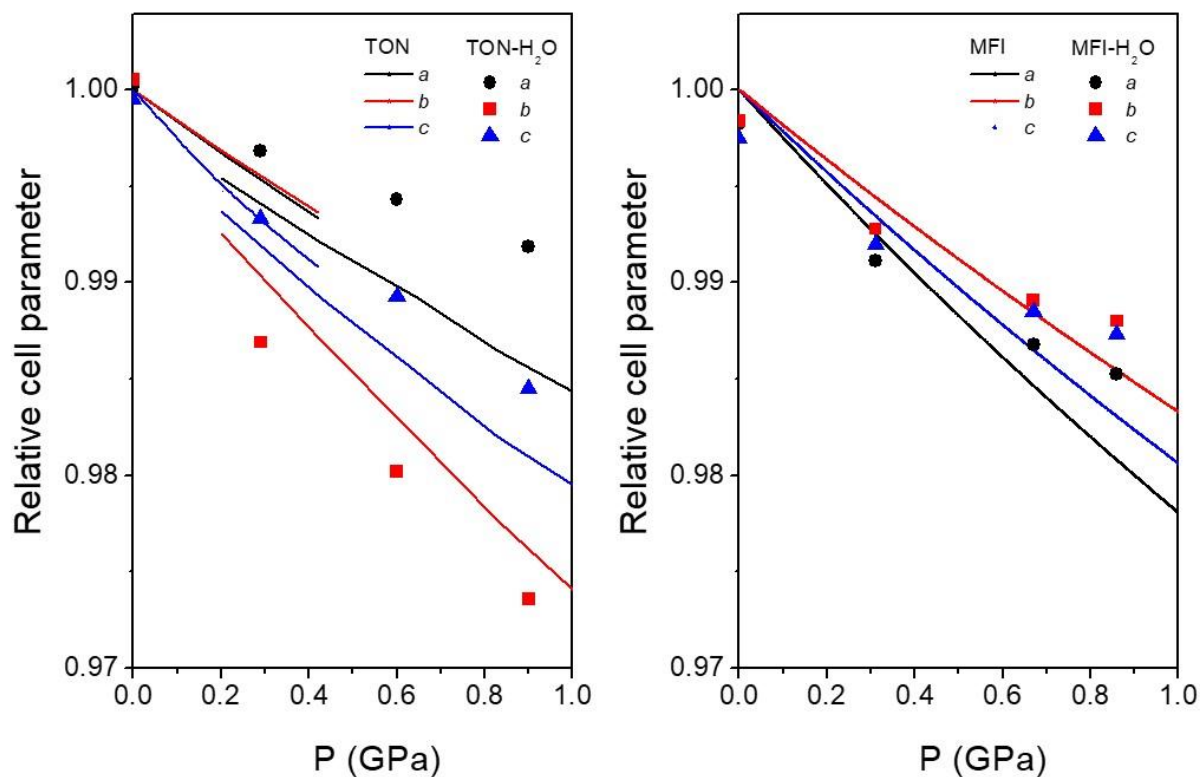 TON TON-H₂O
a a
b b
c c
1.00
0.99
0.98
0.97
0.0 0.2 0.4 0.6 0.8 1.0
P (GPa)
Relative cell parameter
MFI MFI-H₂O
a a
b b
c c
1.00
0.99
0.98
0.97
0.0 0.2 0.4 0.6 0.8 1.0
P (GPa)
Relative cell parameter